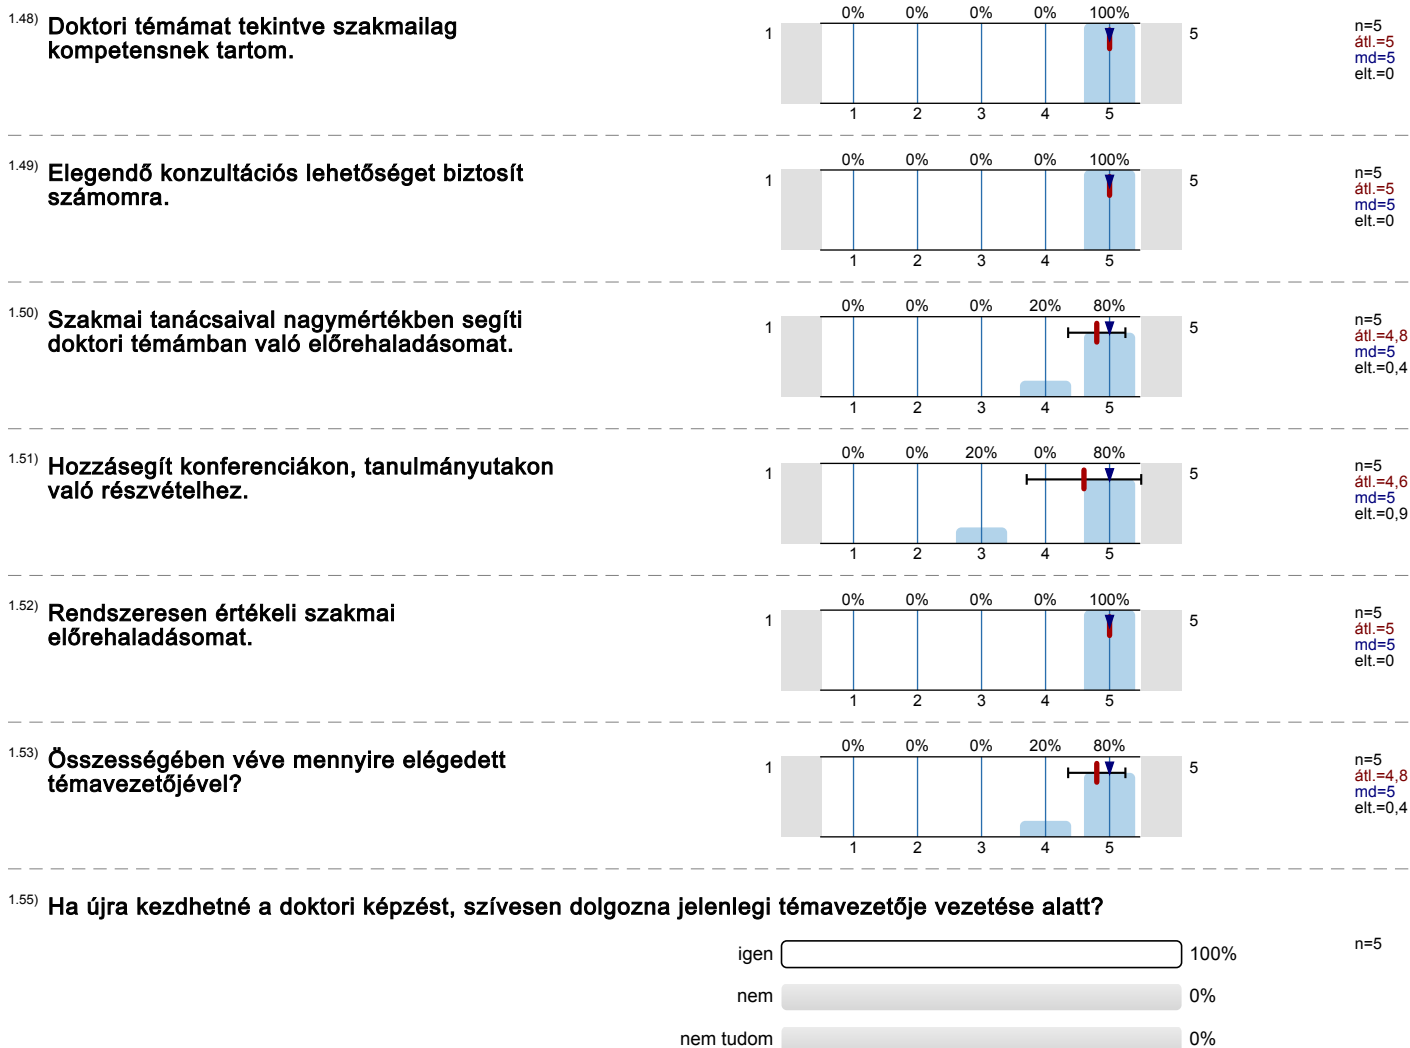 1.48) Doktori témámat tekintve szakmailag
kompetensnek tartom.
0% 0% 0% 0% 100%
1 5
1 2 3 4 5
n=5
átl.=5
md=5
elt.=0
1.49) Elegendő konzultációs lehetőséget biztosít
számomra.
0% 0% 0% 0% 100%
1 5
1 2 3 4 5
n=5
átl.=5
md=5
elt.=0
1.50) Szakmai tanácsaival nagymértékben segíti
doktori témámban való előrehaladásomat.
0% 0% 0% 20% 80%
1 5
1 2 3 4 5
n=5
átl.=4,8
md=5
elt.=0,4
1.51) Hozzásegít konferenciákon, tanulmányutakon
való részvételhez.
0% 0% 20% 0% 80%
1 5
1 2 3 4 5
n=5
átl.=4,6
md=5
elt.=0,9
1.52) Rendszeresen értékeli szakmai
előrehaladásomat.
0% 0% 0% 0% 100%
1 5
1 2 3 4 5
n=5
átl.=5
md=5
elt.=0
1.53) Összességében véve mennyire elégedett
témavezetőjével?
0% 0% 0% 20% 80%
1 5
1 2 3 4 5
n=5
átl.=4,8
md=5
elt.=0,4
1.55) Ha újra kezdhetné a doktori képzést, szívesen dolgozna jelenlegi témavezetője vezetése alatt?
igen 100% n=5
nem 0%
nem tudom 0%